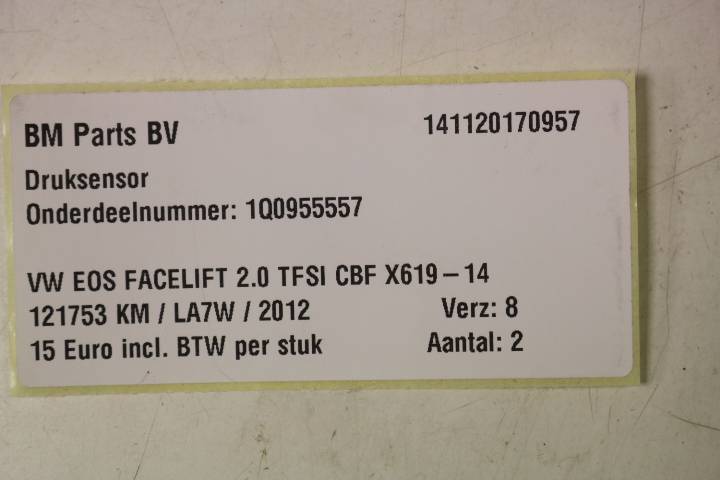 BM Parts BV 141120170957
Druksensor
Onderdeelnummer: 1Q0955557
VW EOS FACELIFT 2.0 TFSI CBF X619-14
121753 KM / LA7W / 2012 Verz: 8
15 Euro incl. BTW per stuk Aantal: 2